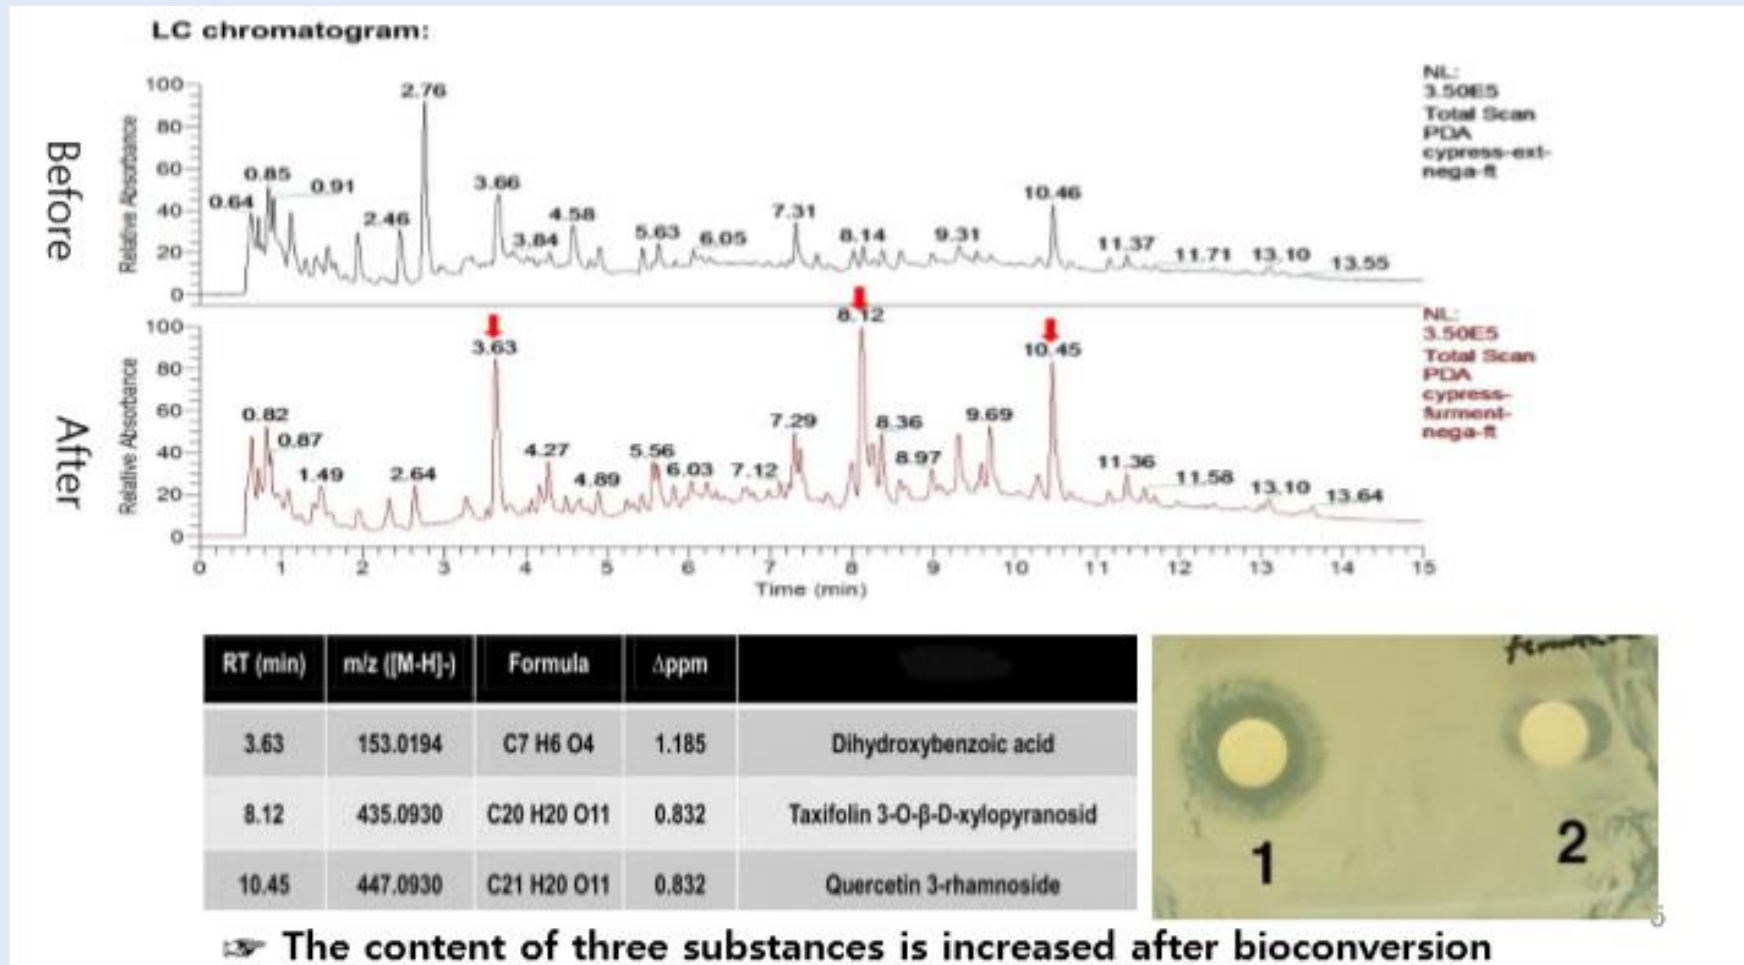 LC chromatogram:
Before
Relative Absorbance
100
80
60
40
20
0
0.64
0.85
0.91
2.46
2.76
3.66
3.84
4.58
5.63
6.05
7.31
8.14
9.31
10.46
11.37
11.71
13.10
13.55
NL:
3.50E5
Total Scan
PDA
cypress-ext-
nega-ft
After
Relative Absorbance
100
80
60
40
20
0
0.82
0.87
1.49
2.64
3.63
4.27
4.89
5.56
6.03
7.12
7.29
8.12
8.36
8.97
9.69
10.45
11.36
11.58
13.10
13.64
NL:
3.50E5
Total Scan
PDA
cypress-
furment-
nega-ft
0 1 2 3 4 5 6 7 8 9 10 11 12 13 14 15
Time (min)
RT (min) m/z ([M-H]-) Formula Δppm
3.63 153.0194 C7 H6 O4 1.185 Dihydroxybenzoic acid
8.12 435.0930 C20 H20 O11 0.832 Taxifolin 3-O-β-D-xylopyranosid
10.45 447.0930 C21 H20 O11 0.832 Quercetin 3-rhamnoside
1
2
☞ The content of three substances is increased after bioconversion